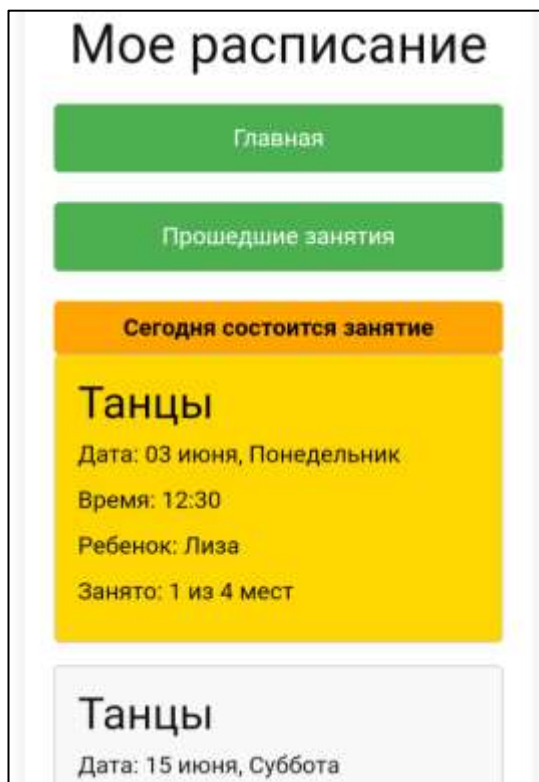 Мое расписание
Главная
Прошедшие занятия
Сегодня состоится занятие
Танцы
Дата: 03 июня, Понедельник
Время: 12:30
Ребенок: Лиза
Занято: 1 из 4 мест
Танцы
Дата: 15 июня, Суббота